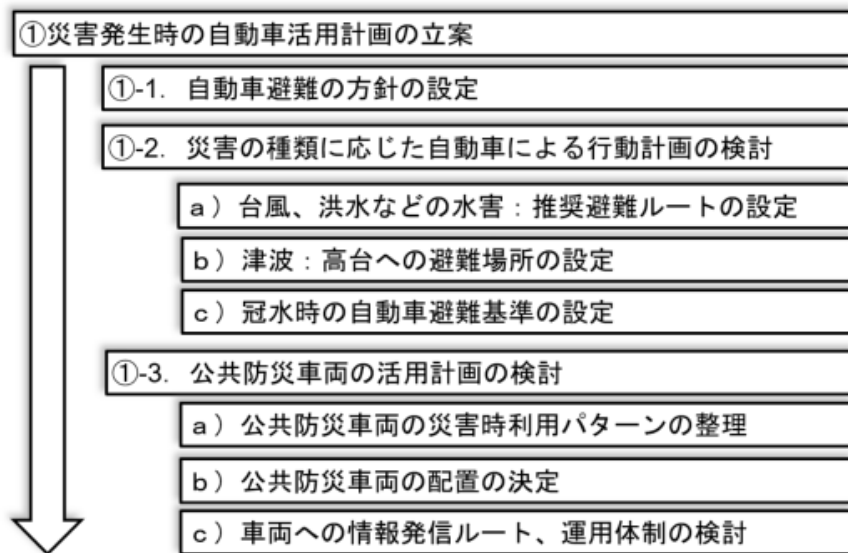 ①災害発生時の自動車活用計画の立案
①-1. 自動車避難の方針の設定
①-2. 災害の種類に応じた自動車による行動計画の検討
a）台風、洪水などの水害：推奨避難ルートの設定
b）津波：高台への避難場所の設定
c）冠水時の自動車避難基準の設定
①-3. 公共防災車両の活用計画の検討
a）公共防災車両の災害時利用パターンの整理
b）公共防災車両の配置の決定
c）車両への情報発信ルート、運用体制の検討